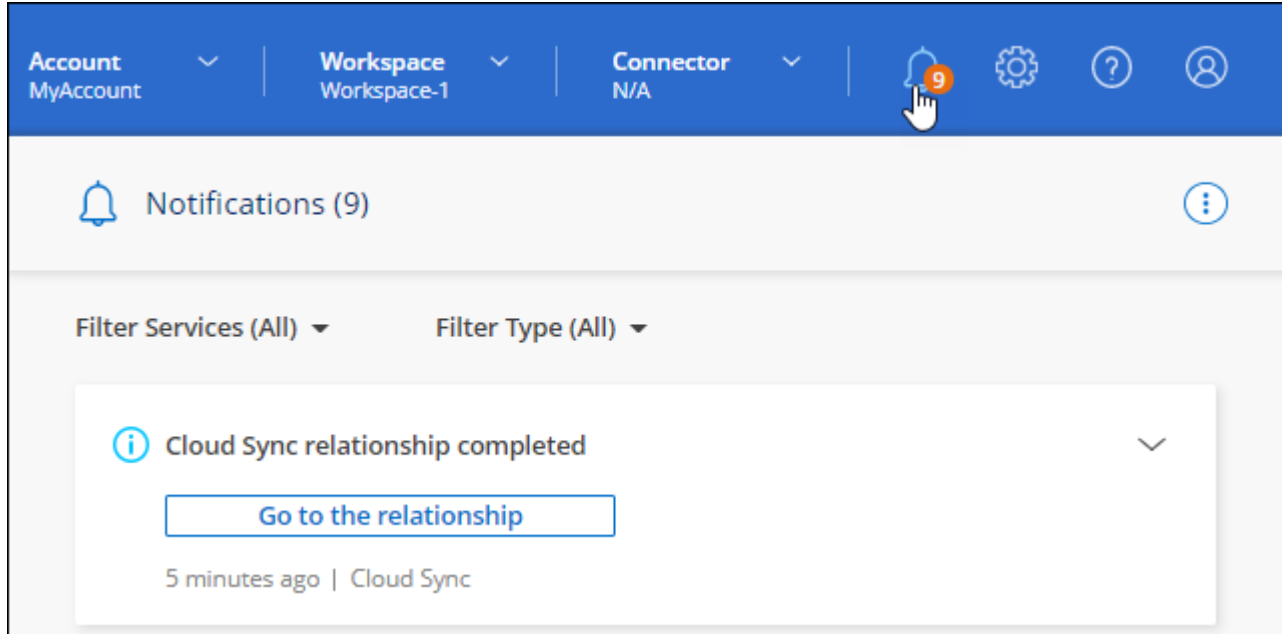 Account
MyAccount
Workspace
Workspace-1
Connector
N/A
9
Notifications (9)
Filter Services (All)
Filter Type (All)
Cloud Sync relationship completed
Go to the relationship
5 minutes ago | Cloud Sync